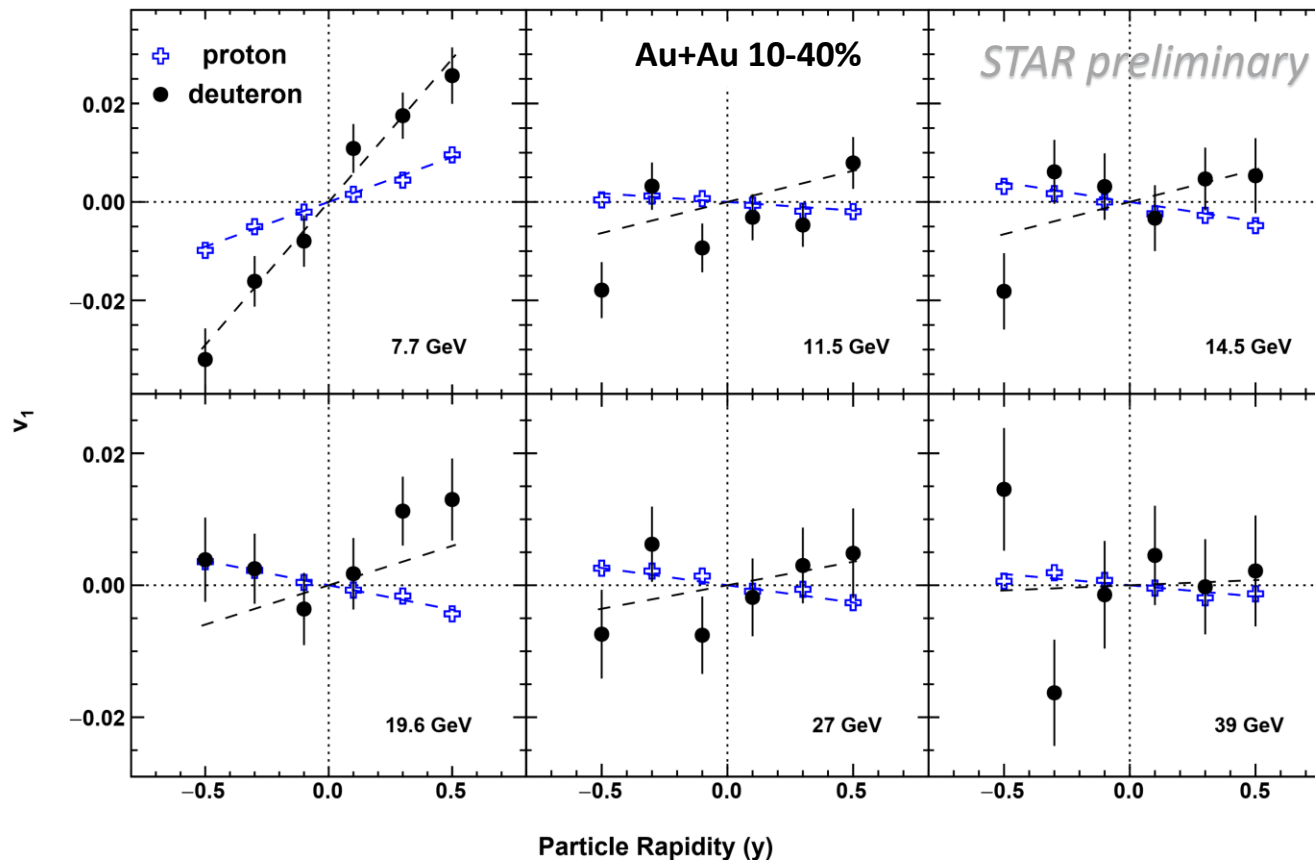 proton
deuteron
Au+Au 10-40%
STAR preliminary
0.02
0.00
−0.02
7.7 GeV
11.5 GeV
14.5 GeV
v1
0.02
0.00
−0.02
19.6 GeV
27 GeV
39 GeV
−0.5 0.0 0.5 −0.5 0.0 0.5 −0.5 0.0 0.5
Particle Rapidity (y)